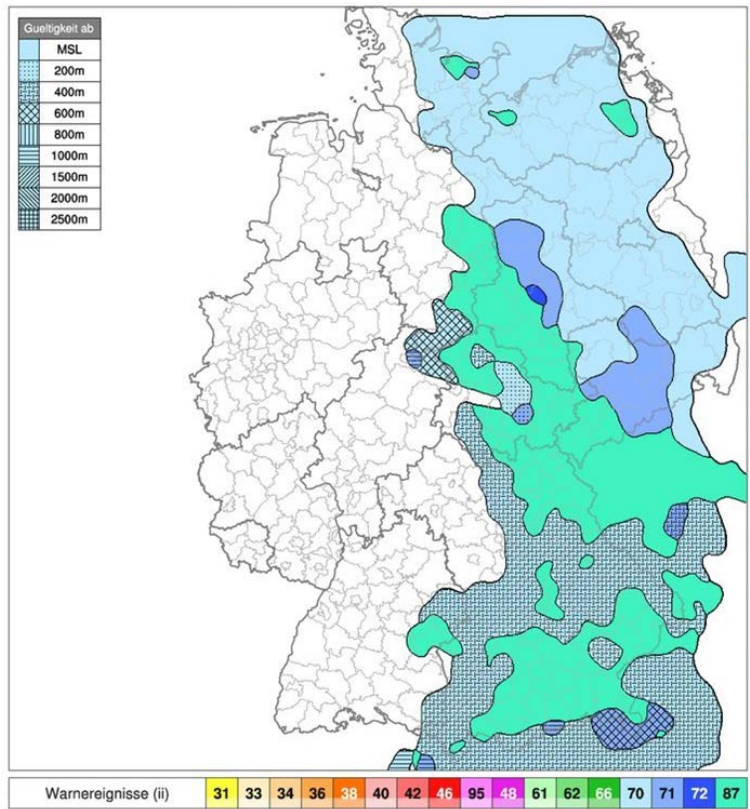 Gueltigkeit ab
MSL
200m
400m
600m
800m
1000m
1500m
2000m
2500m
Warnereignisse (ii) 31 33 34 36 38 40 42 46 95 48 61 62 66 70 71 72 87